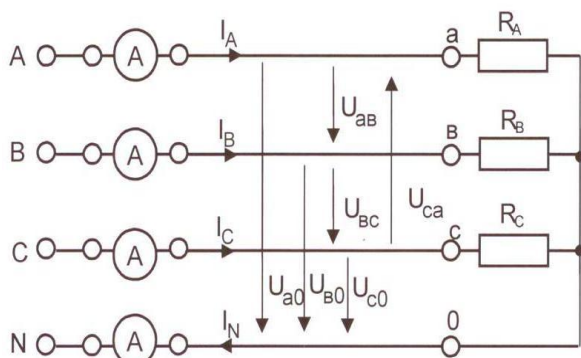 I_A a R_A
A A
U_aB
I_B B R_B
B A
U_BC U_ca
I_C c R_C
C A
U_a0 U_B0 U_c0
I_N 0
N A